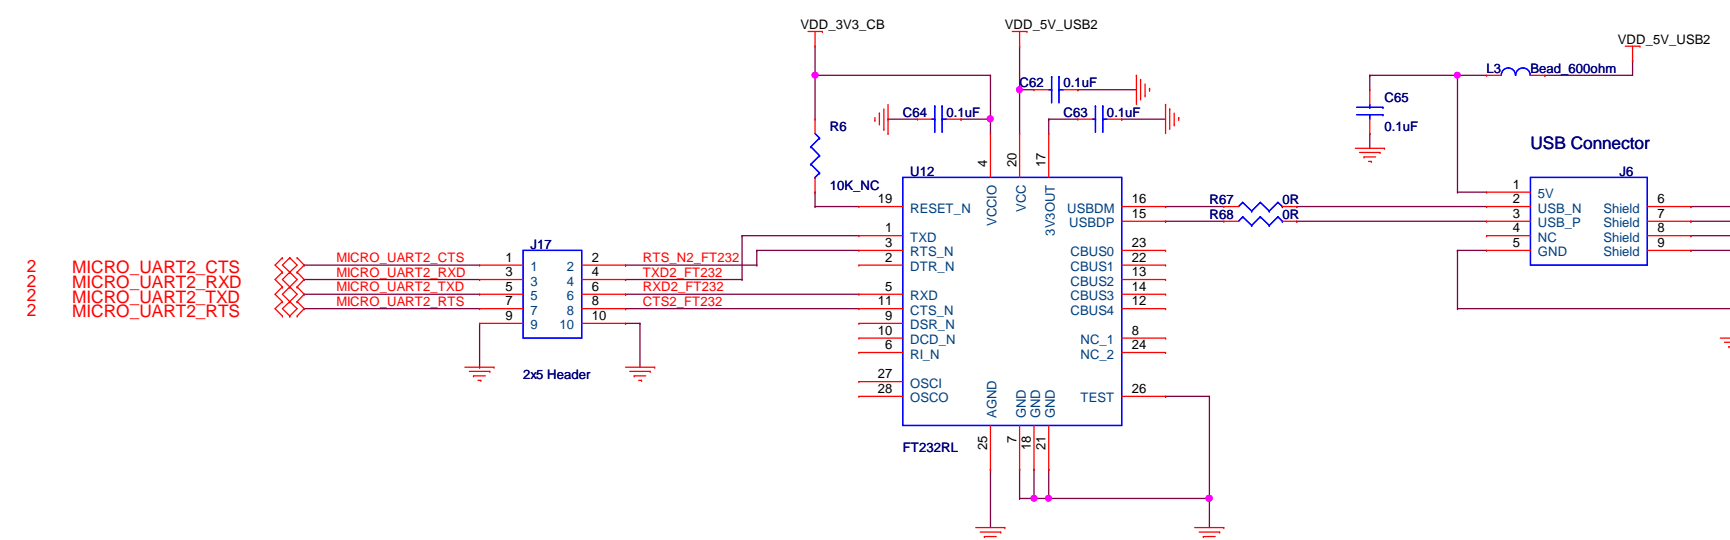 VDD_3V3_CB
VDD_5V_USB2
VDD_5V_USB2
L3 Bead_600ohm
C62 0.1uF
C65
0.1uF
C64 0.1uF
C63 0.1uF
R6
10K_NC
USB Connector
J6
U12
4
20
17
VCCIO
VCC
3V3OUT
19 RESET_N
1 TXD
3 RTS_N
2 DTR_N
5 RXD
11 CTS_N
9 DSR_N
10 DCD_N
6 RI_N
27 OSCI
28 OSCO
USBDM 16
USBDP 15
CBUS0 23
CBUS1 22
CBUS2 13
CBUS3 14
CBUS4 12
NC_1 8
NC_2 24
TEST 26
AGND
GND
GND
GND
25
7
18
21
FT232RL
R67 0R
R68 0R
1 5V
2 USB_N Shield 6
3 USB_P Shield 7
4 NC Shield 8
5 GND Shield 9
J17
2 MICRO_UART2_CTS MICRO_UART2_CTS 1 1 2 2 RTS_N2_FT232
2 MICRO_UART2_RXD MICRO_UART2_RXD 3 3 4 4 TXD2_FT232
2 MICRO_UART2_TXD MICRO_UART2_TXD 5 5 6 6 RXD2_FT232
2 MICRO_UART2_RTS MICRO_UART2_RTS 7 7 8 8 CTS2_FT232
9 9 10 10
2x5 Header